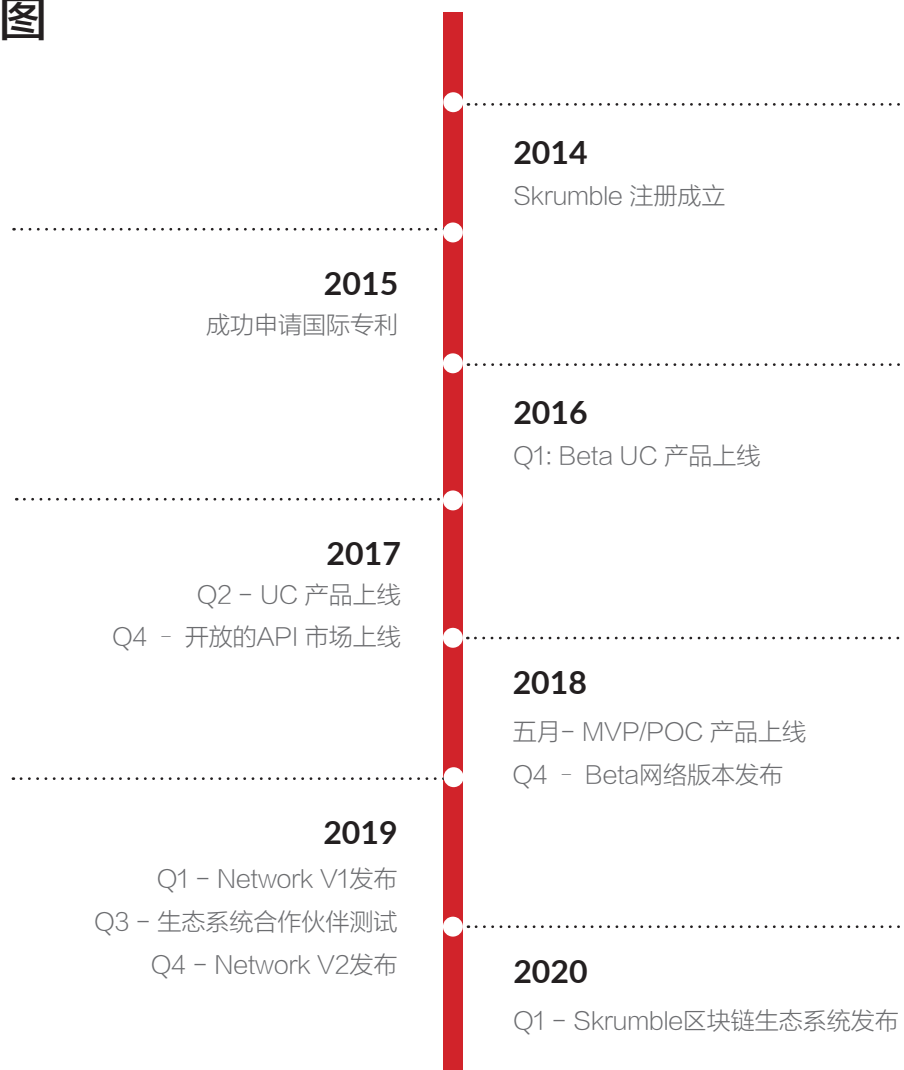 图
2014
Skrumble 注册成立
2015
成功申请国际专利
2016
Q1: Beta UC 产品上线
2017
Q2 – UC 产品上线
Q4 – 开放的API 市场上线
2018
五月– MVP/POC 产品上线
Q4 – Beta网络版本发布
2019
Q1 – Network V1发布
Q3 – 生态系统合作伙伴测试
Q4 – Network V2发布
2020
Q1 – Skrumble区块链生态系统发布